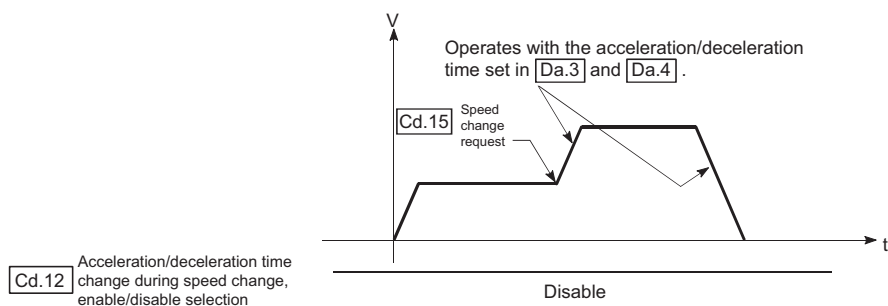 V
Operates with the acceleration/deceleration
time set in Da.3 and Da.4 .
Cd.15 Speed
change
request
t
Cd.12 Acceleration/deceleration time
change during speed change,
enable/disable selection
Disable